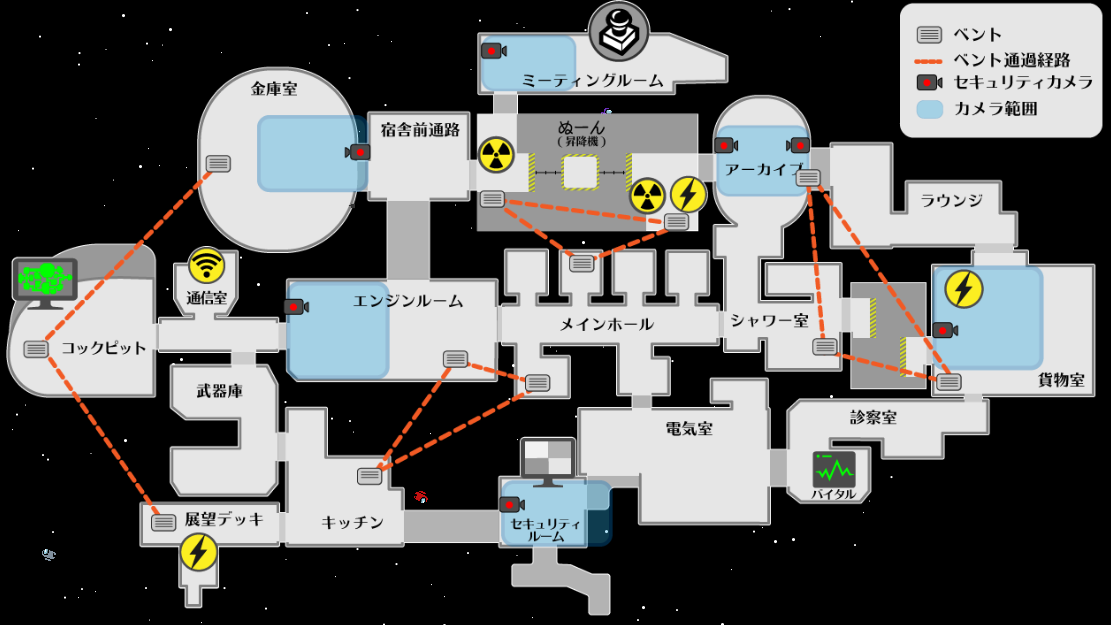 ベント
ベント通過経路
セキュリティカメラ
カメラ範囲
ミーティングルーム
金庫室
宿舎前通路
ぬーん
(昇降機)
アーカイブ
ラウンジ
通信室
エンジンルーム
コックピット
メインホール
シャワー室
貨物室
武器庫
電気室
診察室
バイタル
展望デッキ
キッチン
セキュリティ
ルーム